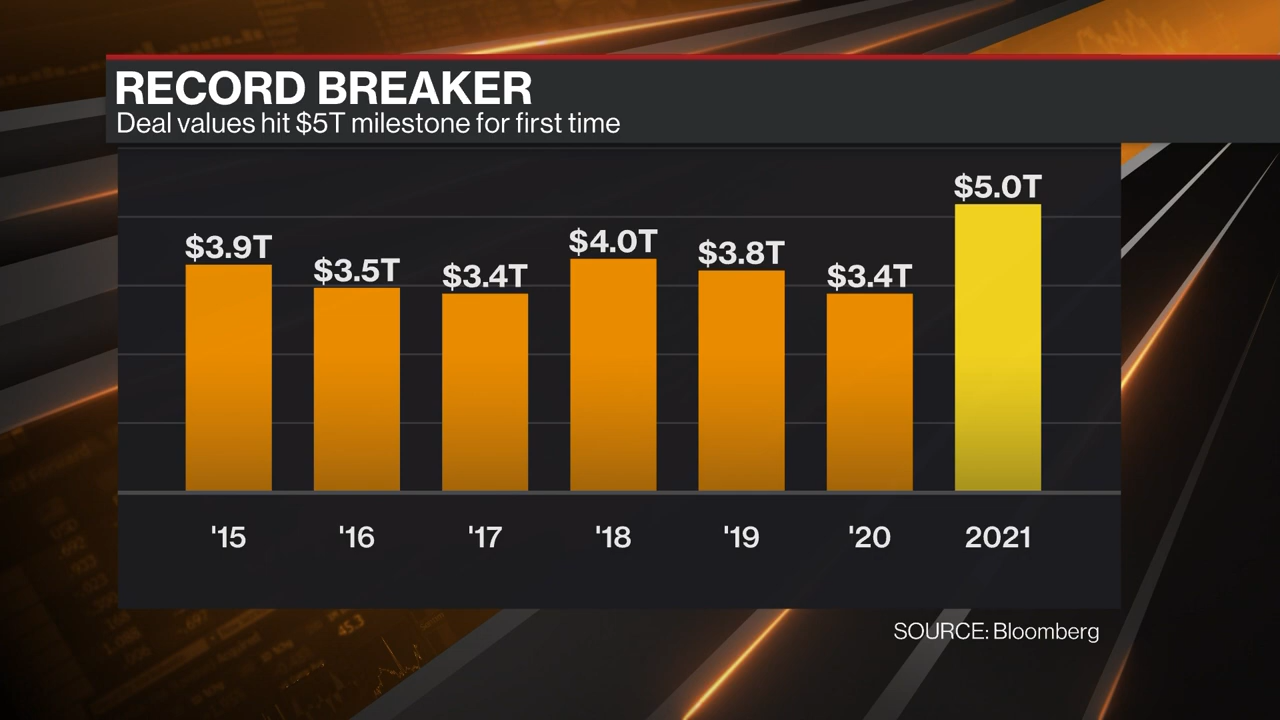 RECORD BREAKER
Deal values hit $5T milestone for first time
$3.9T $3.5T $3.4T $4.0T $3.8T $3.4T $5.0T
'15 '16 '17 '18 '19 '20 2021
SOURCE: Bloomberg